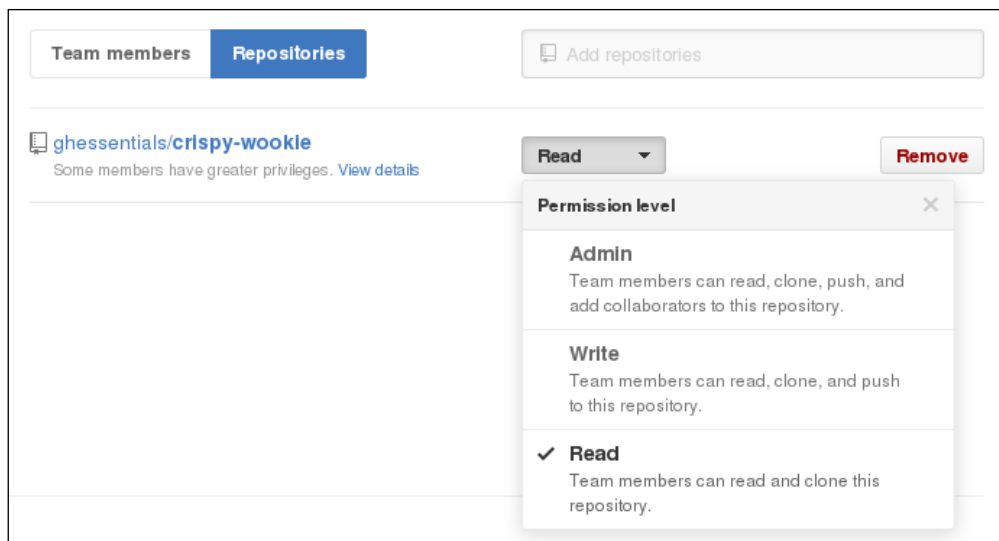 Team members
Repositories
Add repositories
ghessentials/crispy-wookie
Some members have greater privileges. View details
Read
Remove
Permission level
Admin
Team members can read, clone, push, and
add collaborators to this repository.
Write
Team members can read, clone, and push
to this repository.
Read
Team members can read and clone this
repository.